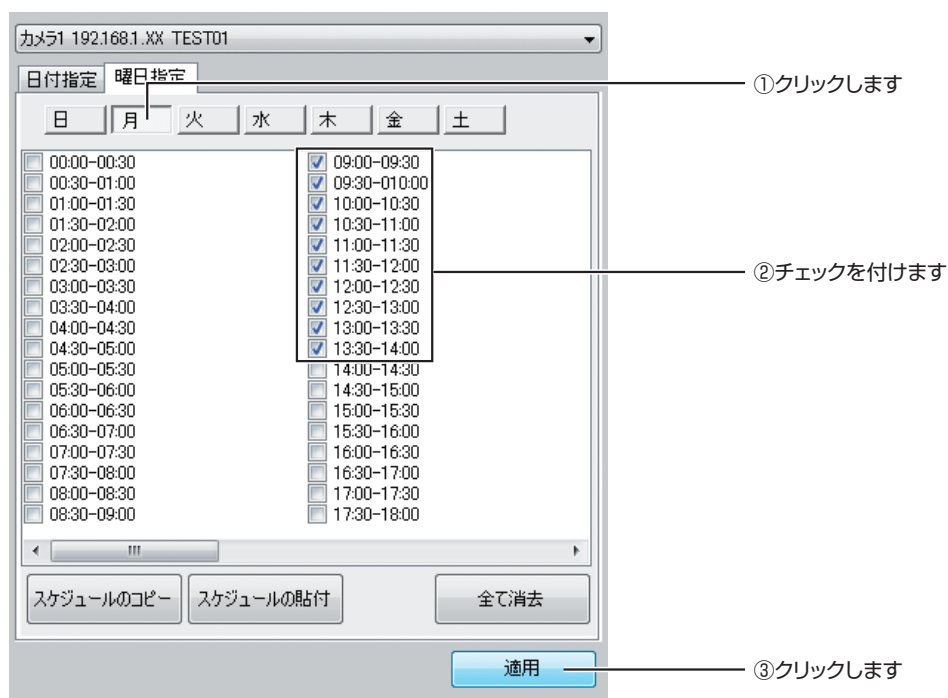 カメラ1 192.168.1.XX TEST01
日付指定 曜日指定
①クリックします
日 月 火 水 木 金 土
00:00-00:30 09:00-09:30
00:30-01:00 09:30-010:00
01:00-01:30 10:00-10:30
01:30-02:00 10:30-11:00
02:00-02:30 11:00-11:30
02:30-03:00 11:30-12:00
②チェックを付けます
03:00-03:30 12:00-12:30
03:30-04:00 12:30-13:00
04:00-04:30 13:00-13:30
04:30-05:00 13:30-14:00
05:00-05:30 14:00-14:30
05:30-06:00 14:30-15:00
06:00-06:30 15:00-15:30
06:30-07:00 15:30-16:00
07:00-07:30 16:00-16:30
07:30-08:00 16:30-17:00
08:00-08:30 17:00-17:30
08:30-09:00 17:30-18:00
スケジュールのコピー スケジュールの貼付 全て消去
適用
③クリックします